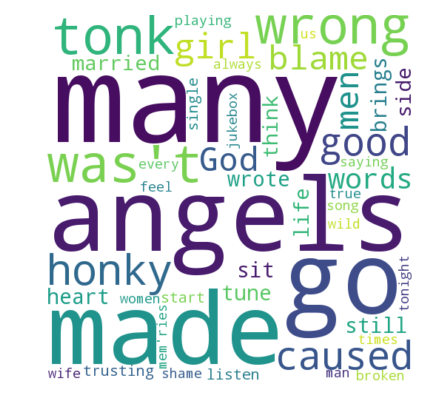 playing
tonk
girl
wrong
us
always
blame
married
single
jukebox
think
men
brings
side
many
good
was't
God
wrote
words
every
saying
feel
life
true
song
wild
angels
honky
sit
go
tonight
heart
women
start
tune
still
made
mem'ries
times
caused
wife
trusting
shame
listen
man
broken